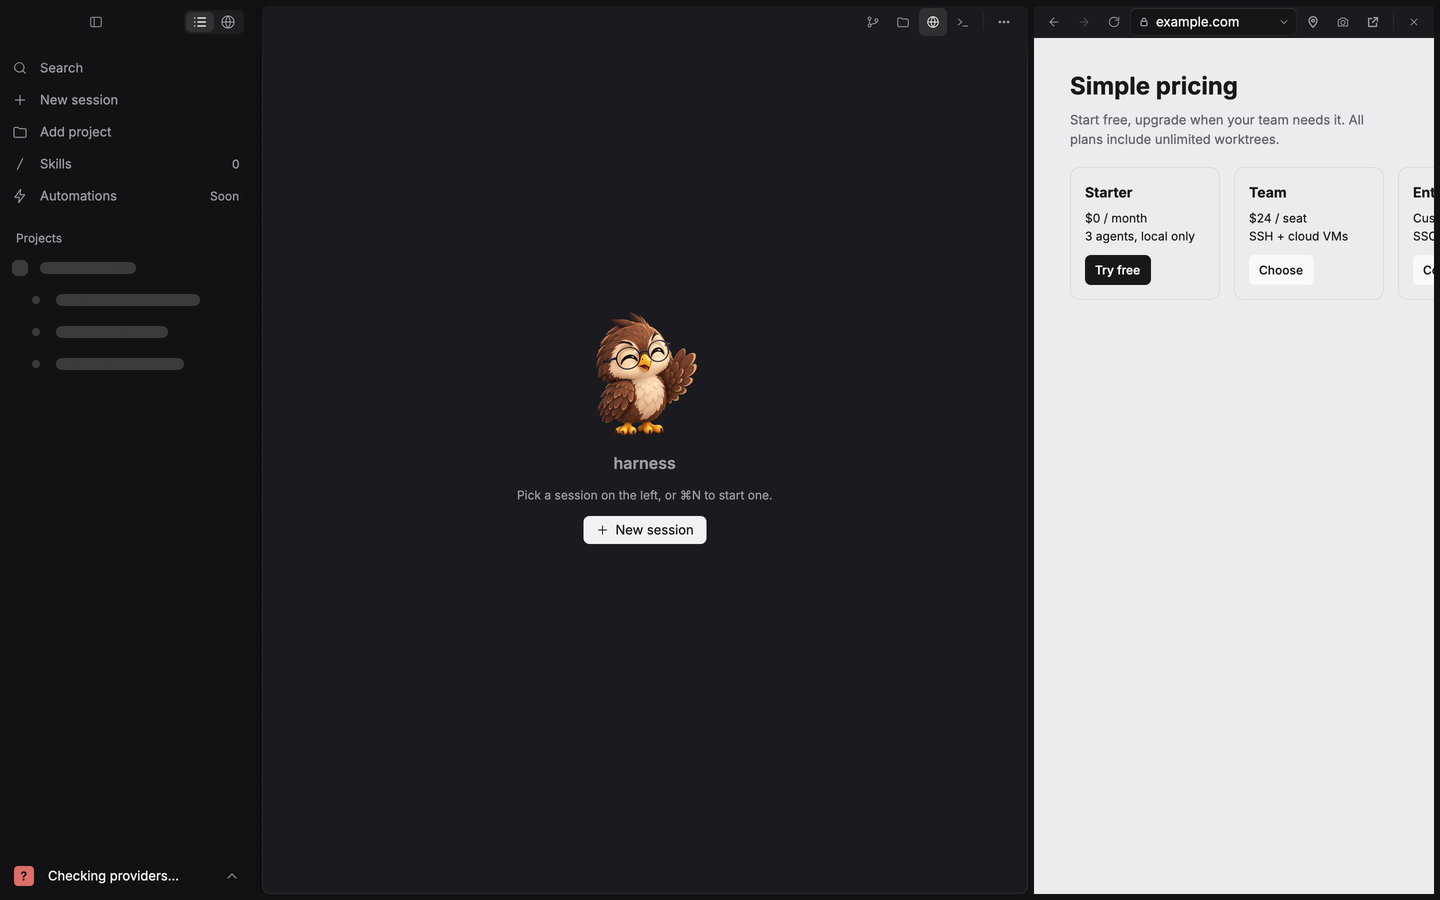 Search
New session
Add project
Skills 0
Automations Soon
Projects
? Checking providers...
harness
Pick a session on the left, or ⌘N to start one.
New session
example.com
Simple pricing
Start free, upgrade when your team needs it. All
plans include unlimited worktrees.
Starter
$0 / month
3 agents, local only
Try free
Team
$24 / seat
SSH + cloud VMs
Choose